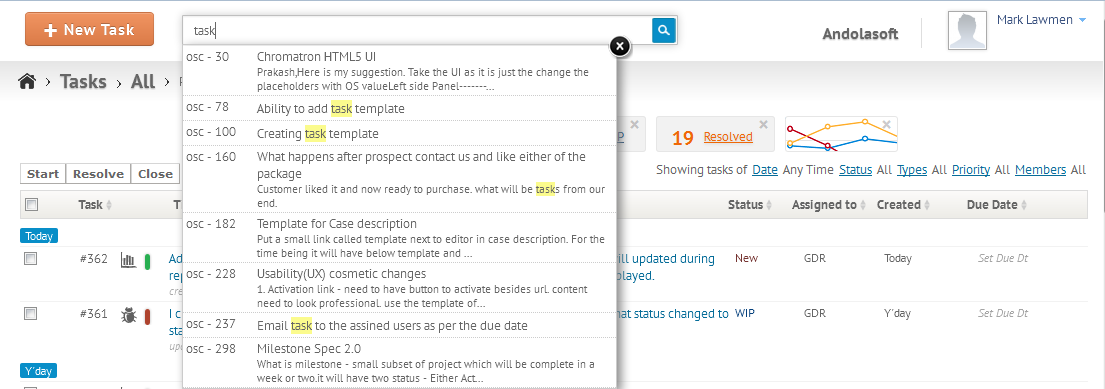 + New Task
task
Andolasoft
Mark Lawmen
Tasks
All
osc - 30 Chromatron HTML5 UI
Prakash,Here is my suggestion. Take the UI as it is just the change the
placeholders with OS valueLeft side Panel-------...
osc - 78 Ability to add task template
osc - 100 Creating task template
osc - 160 What happens after prospect contact us and like either of the
package
Customer liked it and now ready to purchase. what will be tasks from our
end.
osc - 182 Template for Case description
Put a small link called template next to editor in case description. For the
time being it will have below template and ...
osc - 228 Usability(UX) cosmetic changes
1. Activation link - need to have button to activate besides url. content
need to look professional. use the template of...
osc - 237 Email task to the assined users as per the due date
osc - 298 Milestone Spec 2.0
What is milestone - small subset of project which will be complete in a
week or two.it will have two status - Either Act...
19 Resolved
Showing tasks of Date Any Time Status All Types All Priority All Members All
Start Resolve Close
Task Status Assigned to Created Due Date
Today
#362 ill updated during New GDR Today Set Due Dt
played.
#361 I c hat status changed to WIP GDR Y'day Set Due Dt
Y'day